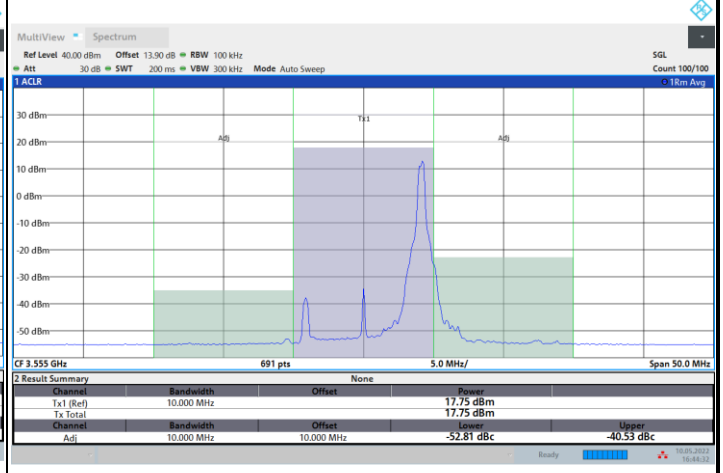 MultiView Spectrum
Ref Level 40.00 dBm Offset 13.90 dB RBW 100 kHz SGL
Att 30 dB SWT 200 ms VBW 300 kHz Mode Auto Sweep Count 100/100
1 ACLR 1Rm Avg
30 dBm
Tx1
20 dBm Adj Adj
10 dBm
0 dBm
-10 dBm
-20 dBm
-30 dBm
-40 dBm
-50 dBm
CF 3.555 GHz 691 pts 5.0 MHz/ Span 50.0 MHz
2 Result Summary None
Channel Bandwidth Offset Power
Tx1 (Ref) 10.000 MHz 17.75 dBm
Tx Total 17.75 dBm
Channel Bandwidth Offset Lower Upper
Adj 10.000 MHz 10.000 MHz -52.81 dBc -40.53 dBc
Ready 10.05.2023
16:44:32